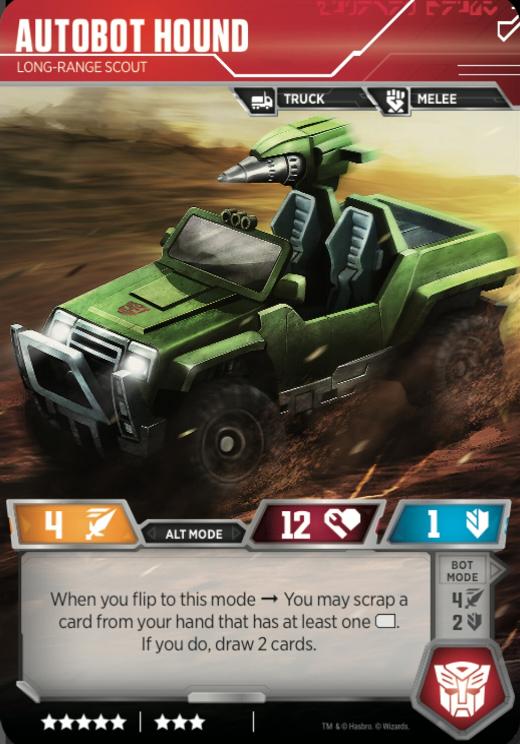 AUTOBOT HOUND
LONG-RANGE SCOUT
TRUCK
MELEE
4
ALT MODE
12
1
BOT
MODE
4
2
When you flip to this mode → You may scrap a
card from your hand that has at least one .
If you do, draw 2 cards.
TM & © Hasbro. © Wizards.